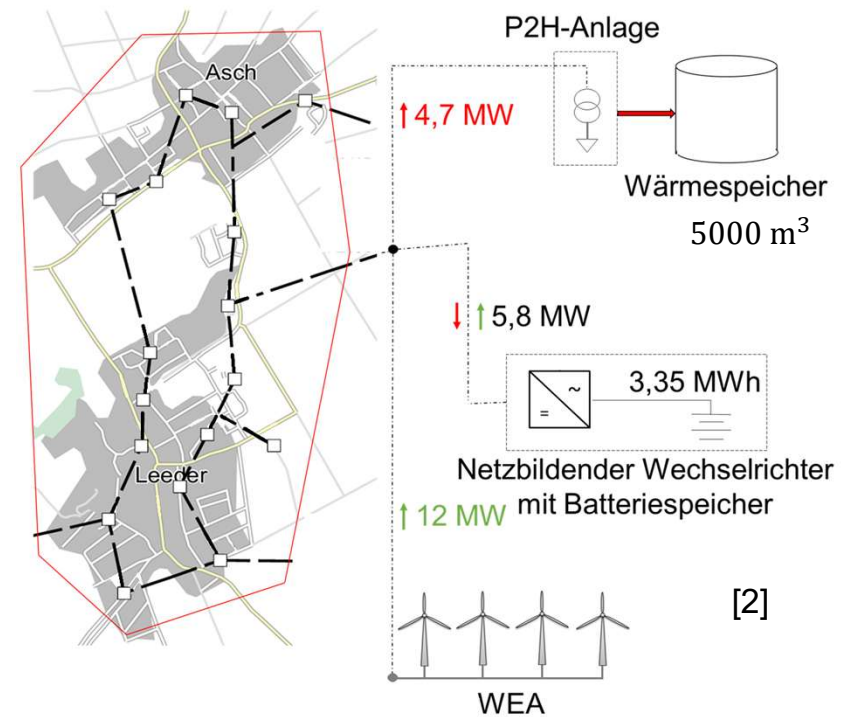 P2H-Anlage
Asch
↑ 4,7 MW
Wärmespeicher
5000 m³
↓ ↑ 5,8 MW
~
=
3,35 MWh
Netzbildender Wechselrichter
mit Batteriespeicher
Leeder
↑ 12 MW
[2]
WEA